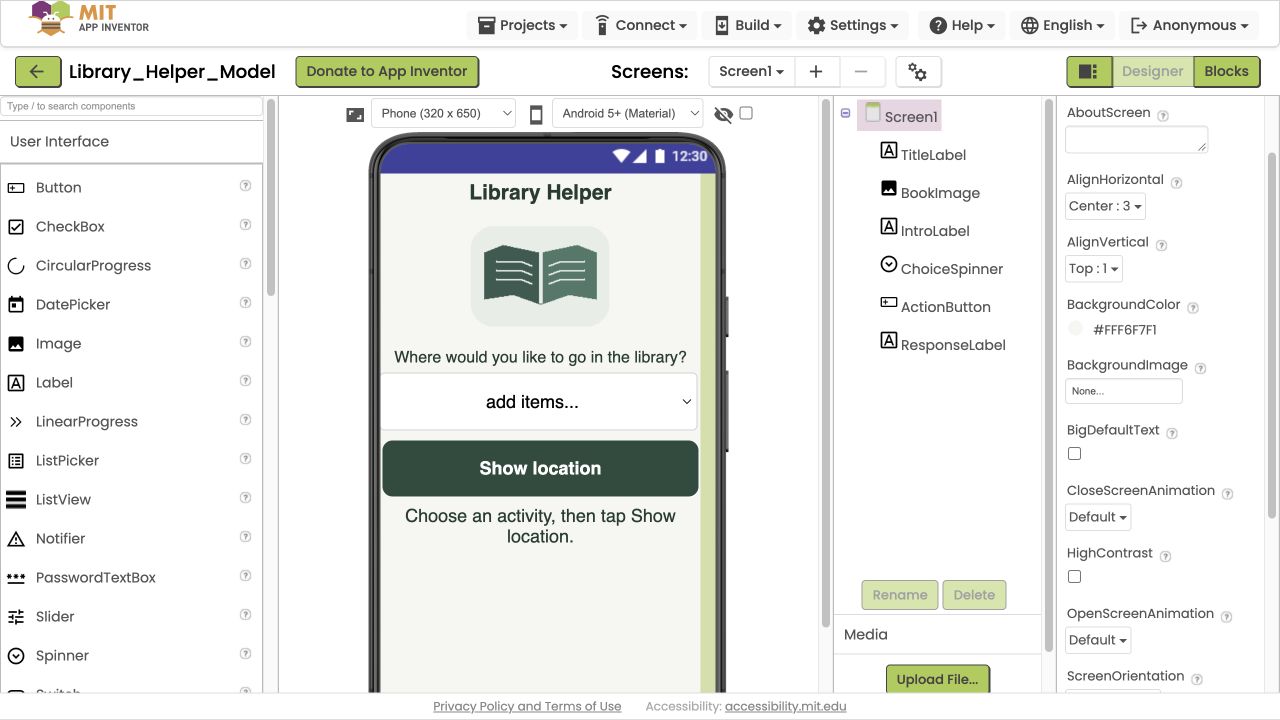 MIT
APP INVENTOR
Projects
Connect
Build
Settings
Help
English
Anonymous
Library_Helper_Model
Donate to App Inventor
Screens:
Screen1
Designer
Blocks
Type / to search components
User Interface
Button
CheckBox
CircularProgress
DatePicker
Image
Label
LinearProgress
ListPicker
ListView
Notifier
PasswordTextBox
Slider
Spinner
Phone (320 x 650)
Android 5+ (Material)
12:30
Library Helper
Where would you like to go in the library?
add items...
Show location
Choose an activity, then tap Show
location.
Screen1
TitleLabel
BookImage
IntroLabel
ChoiceSpinner
ActionButton
ResponseLabel
Rename
Delete
Media
Upload File...
AboutScreen
AlignHorizontal
Center : 3
AlignVertical
Top : 1
BackgroundColor
#FFF6F7F1
BackgroundImage
None...
BigDefaultText
CloseScreenAnimation
Default
HighContrast
OpenScreenAnimation
Default
ScreenOrientation
Privacy Policy and Terms of Use
Accessibility: accessibility.mit.edu